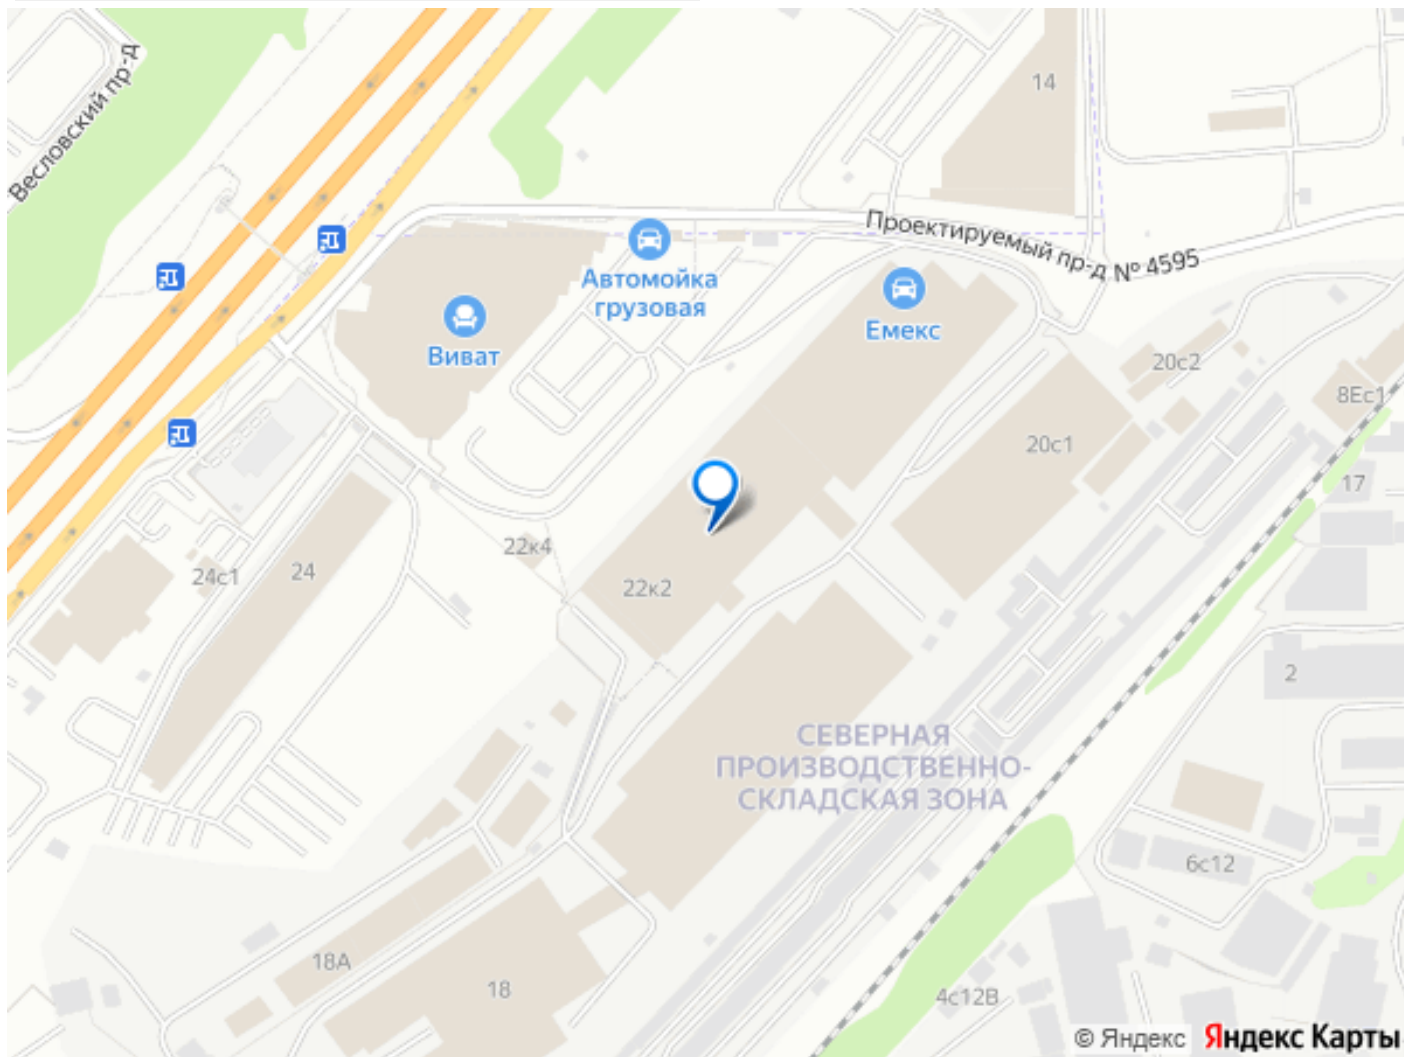 Весловский пр-д
14
Проектируемый пр-д № 4595
Автомойка
грузовая
Емекс
Виват
20с2
8Ес1
20с1
17
22к4
24с1
24
22к2
2
СЕВЕРНАЯ
ПРОИЗВОДСТВЕННО-
СКЛАДСКАЯ ЗОНА
6с12
18А
18
4с12В
© Яндекс Яндекс Карты